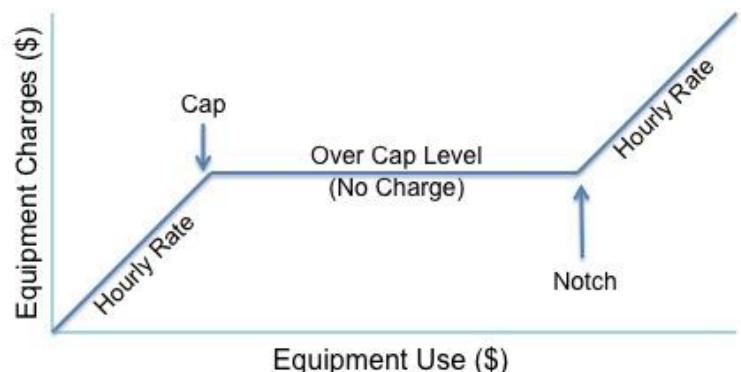 Equipment Charges ($)
Cap
Hourly Rate
Over Cap Level
(No Charge)
Hourly Rate
Notch
Equipment Use ($)